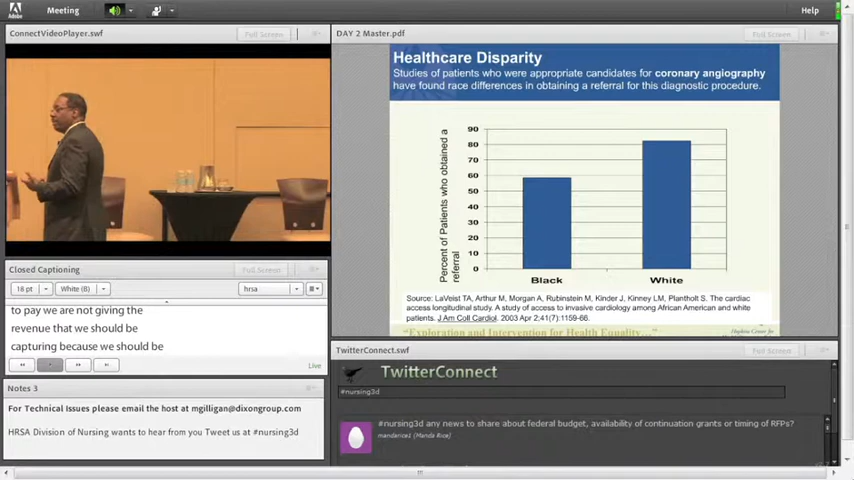 Adobe
Meeting
Help
ConnectVideoPlayer.swf
Full Screen
DAY 2 Master.pdf
Full Screen
Healthcare Disparity
Studies of patients who were appropriate candidates for coronary angiography
have found race differences in obtaining a referral for this diagnostic procedure.
Percent of Patients who obtained a
referral
90
80
70
60
50
40
30
20
10
0
Black
White
Source: LaVeist TA, Arthur M, Morgan A, Rubinstein M, Kinder J, Kinney LM, Plantholt S. The cardiac
access longitudinal study. A study of access to invasive cardiology among African American and white
patients. J Am Coll Cardiol. 2003 Apr 2;41(7):1159-66.
"Exploration and Intervention for Health Equality..."
Hopkins Center for
Closed Captioning
Full Screen
18 pt
White (B)
hrsa
to pay we are not giving the
revenue that we should be
capturing because we should be
Live
Notes 3
For Technical Issues please email the host at mgilligan@dixongroup.com
HRSA Division of Nursing wants to hear from you Tweet us at #nursing3d
TwitterConnect.swf
Full Screen
TwitterConnect
#nursing3d
#nursing3d any news to share about federal budget, availability of continuation grants or timing of RFPs?
mandarice1 (Manda Rice)